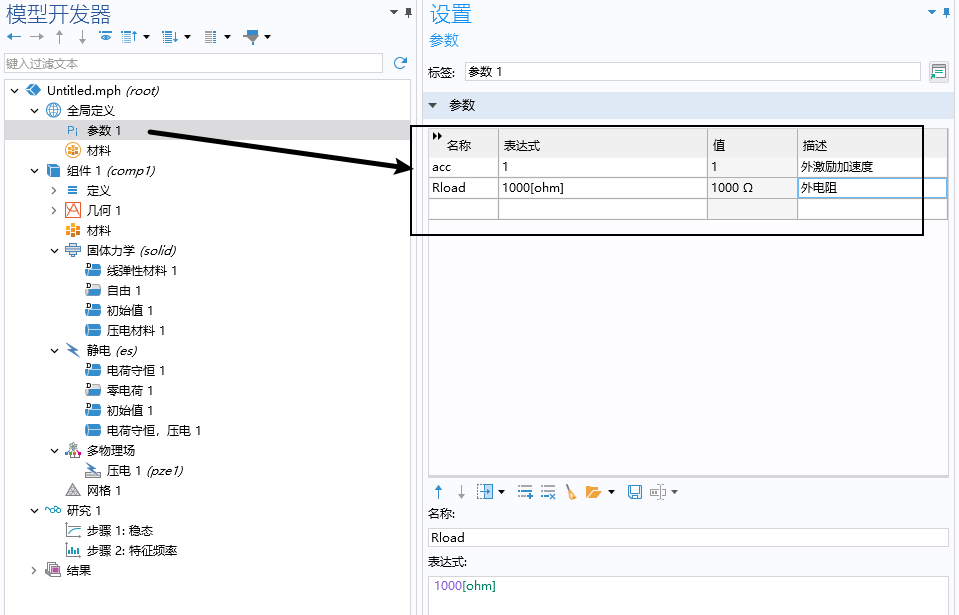 模型开发器
键入过滤文本
Untitled.mph (root)
全局定义
Pi 参数 1
材料
组件 1 (comp1)
定义
几何 1
材料
固体力学 (solid)
线弹性材料 1
自由 1
初始值 1
压电材料 1
静电 (es)
电荷守恒 1
零电荷 1
初始值 1
电荷守恒，压电 1
多物理场
压电 1 (pze1)
网格 1
研究 1
步骤 1: 稳态
步骤 2: 特征频率
结果
设置
参数
标签: 参数 1
参数
名称 表达式 值 描述
acc 1 1 外激励加速度
Rload 1000[ohm] 1000 Ω 外电阻
名称:
Rload
表达式:
1000[ohm]